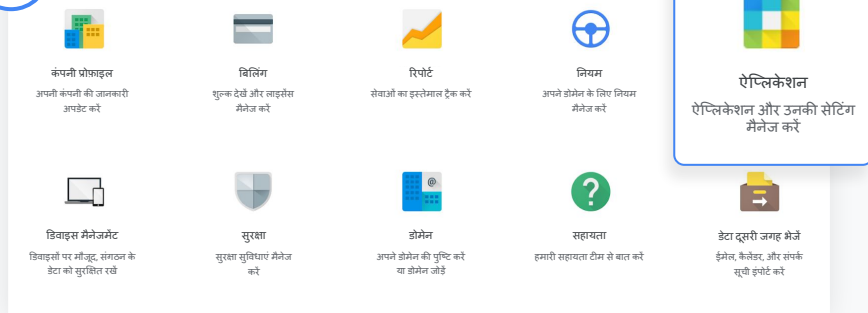 कंपनी प्रोफ़ाइल
अपनी कंपनी की जानकारी
अपडेट करें
बिलिंग
शुल्क देखें और लाइसेंस
मैनेज करें
रिपोर्ट
सेवाओं का इस्तेमाल ट्रैक करें
नियम
अपने डोमेन के लिए नियम
मैनेज करें
ऐप्लिकेशन
ऐप्लिकेशन और उनकी सेटिंग
मैनेज करें
डिवाइस मैनेजमेंट
डिवाइसों पर मौजूद, संगठन के
डेटा को सुरक्षित रखें
सुरक्षा
सुरक्षा सुविधाएं मैनेज
करें
@
डोमेन
अपने डोमेन की पुष्टि करें
या डोमेन जोड़ें
?
सहायता
हमारी सहायता टीम से बात करें
डेटा दूसरी जगह भेजें
ईमेल, कैलेंडर, और संपर्क
सूची इंपोर्ट करें